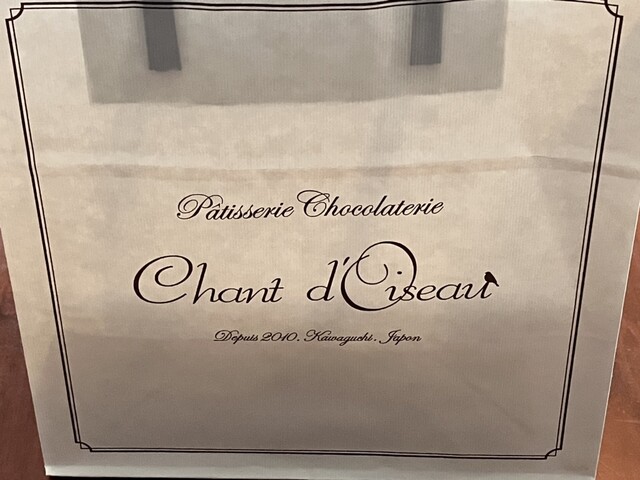 Pâtisserie Chocolaterie
Chant d'Oiseau
Depuis 2010. Kawaguchi. Japon